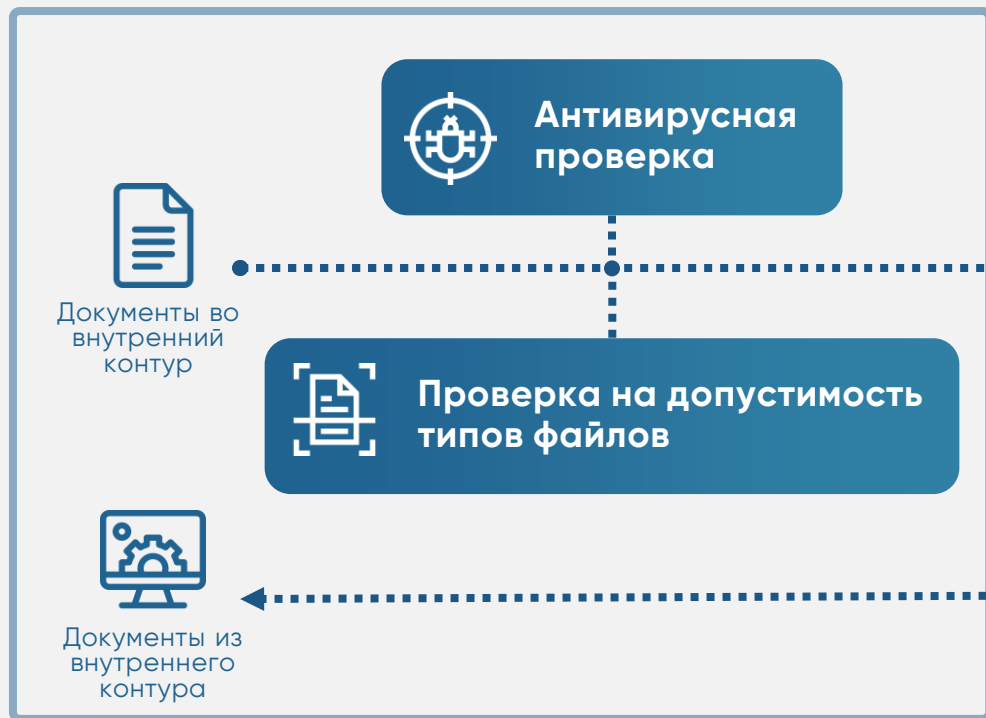 Антивирусная
проверка
Документы во
внутренний
контур
Проверка на допустимость
типов файлов
Документы из
внутреннего
контура